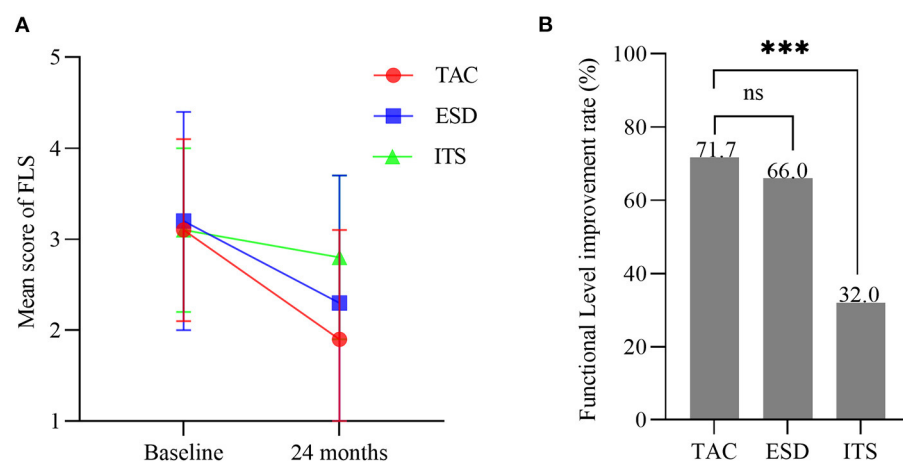 A
Mean score of FLS
5
4
3
2
1
Baseline
24 months
TAC
ESD
ITS
B
Functional Level improvement rate (%)
100
80
60
40
20
0
***
ns
71.7
66.0
32.0
TAC
ESD
ITS